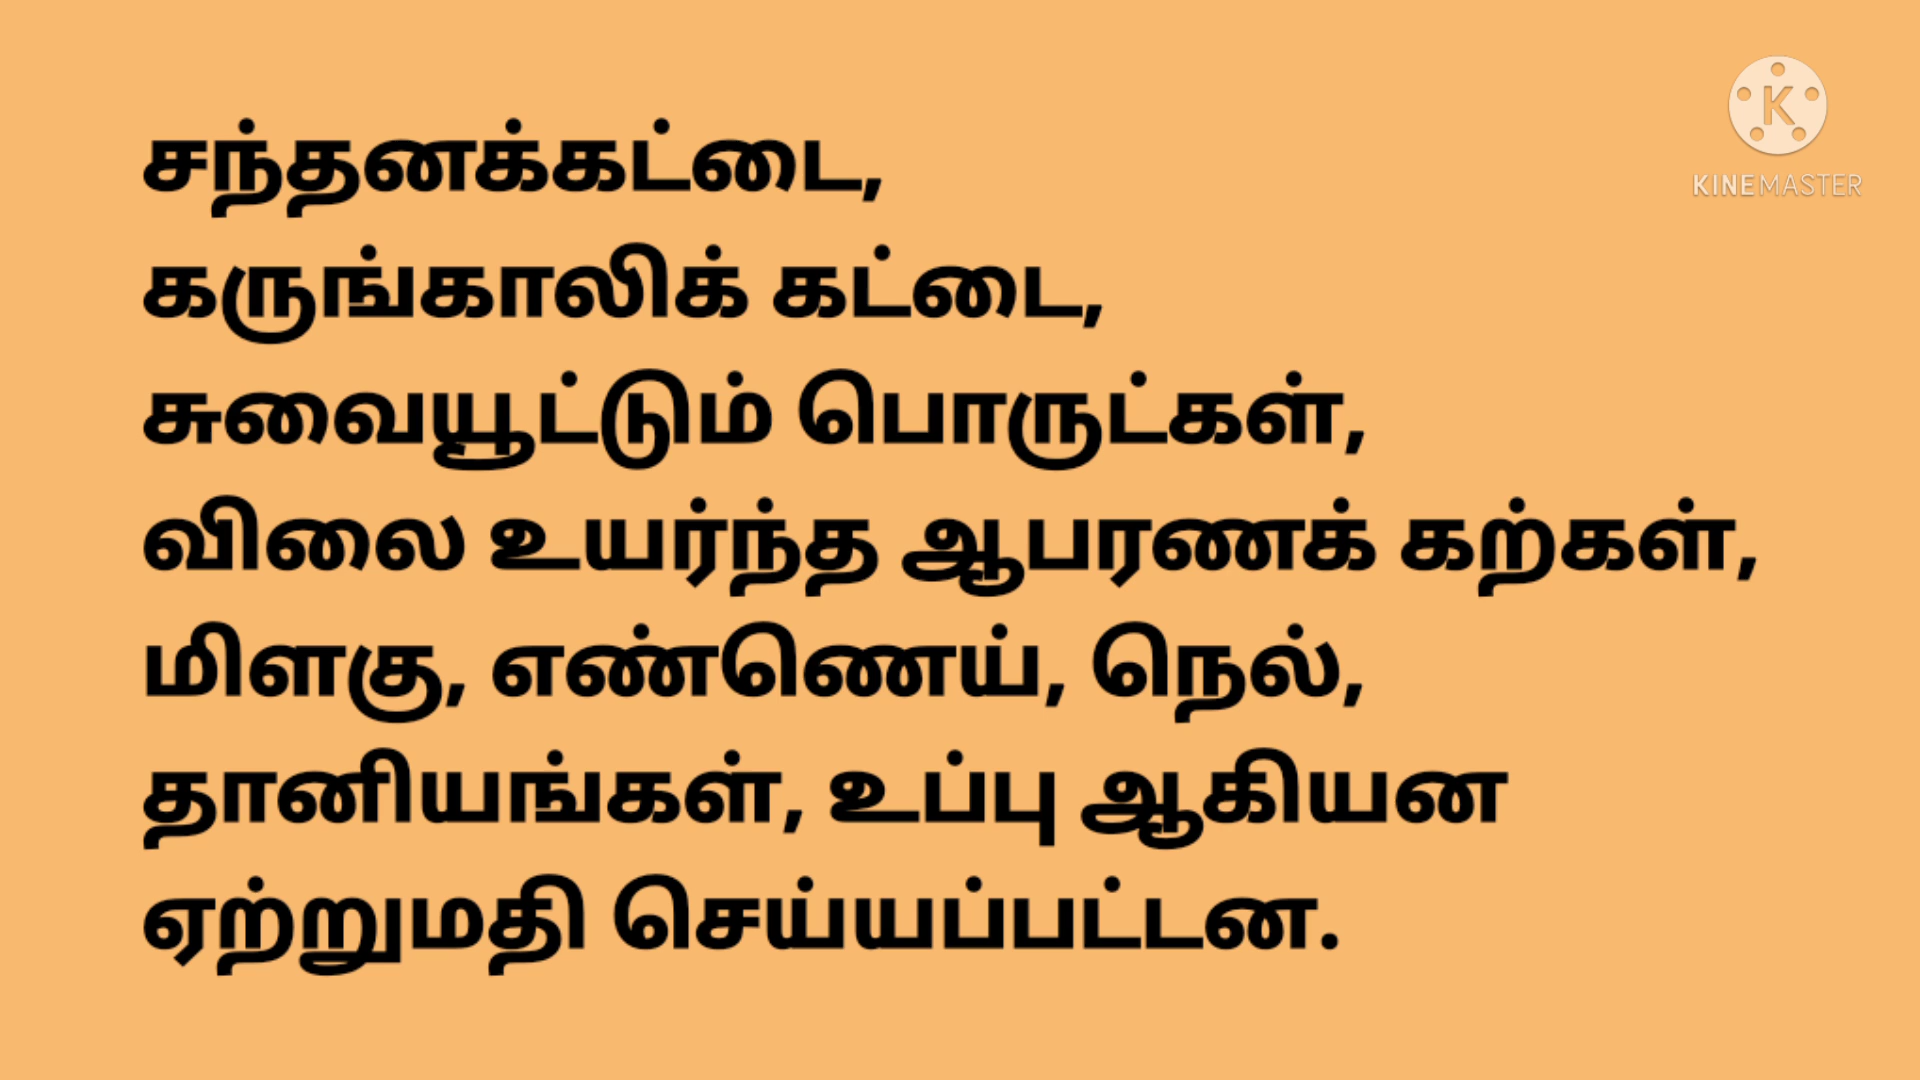 சந்தனக்கட்டை,
கருங்காலிக் கட்டை,
சுவையூட்டும் பொருட்கள்,
விலை உயர்ந்த ஆபரணக் கற்கள்,
மிளகு, எண்ணெய், நெல்,
தானியங்கள், உப்பு ஆகியன
ஏற்றுமதி செய்யப்பட்டன.
K
KINEMASTER